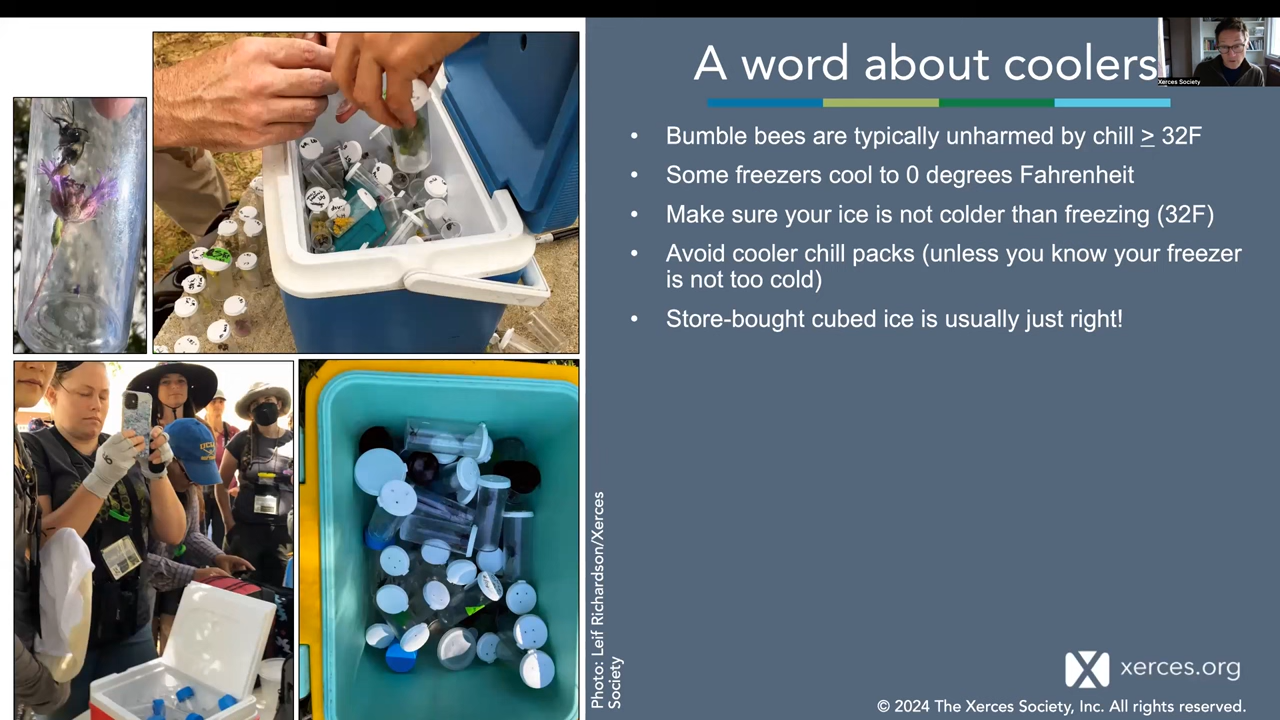 A word about coolers
Xerces Society
• Bumble bees are typically unharmed by chill ≥ 32F
• Some freezers cool to 0 degrees Fahrenheit
• Make sure your ice is not colder than freezing (32F)
• Avoid cooler chill packs (unless you know your freezer
is not too cold)
• Store-bought cubed ice is usually just right!
Photo: Leif Richardson/Xerces
Society
UCLA
xerces.org
© 2024 The Xerces Society, Inc. All rights reserved.